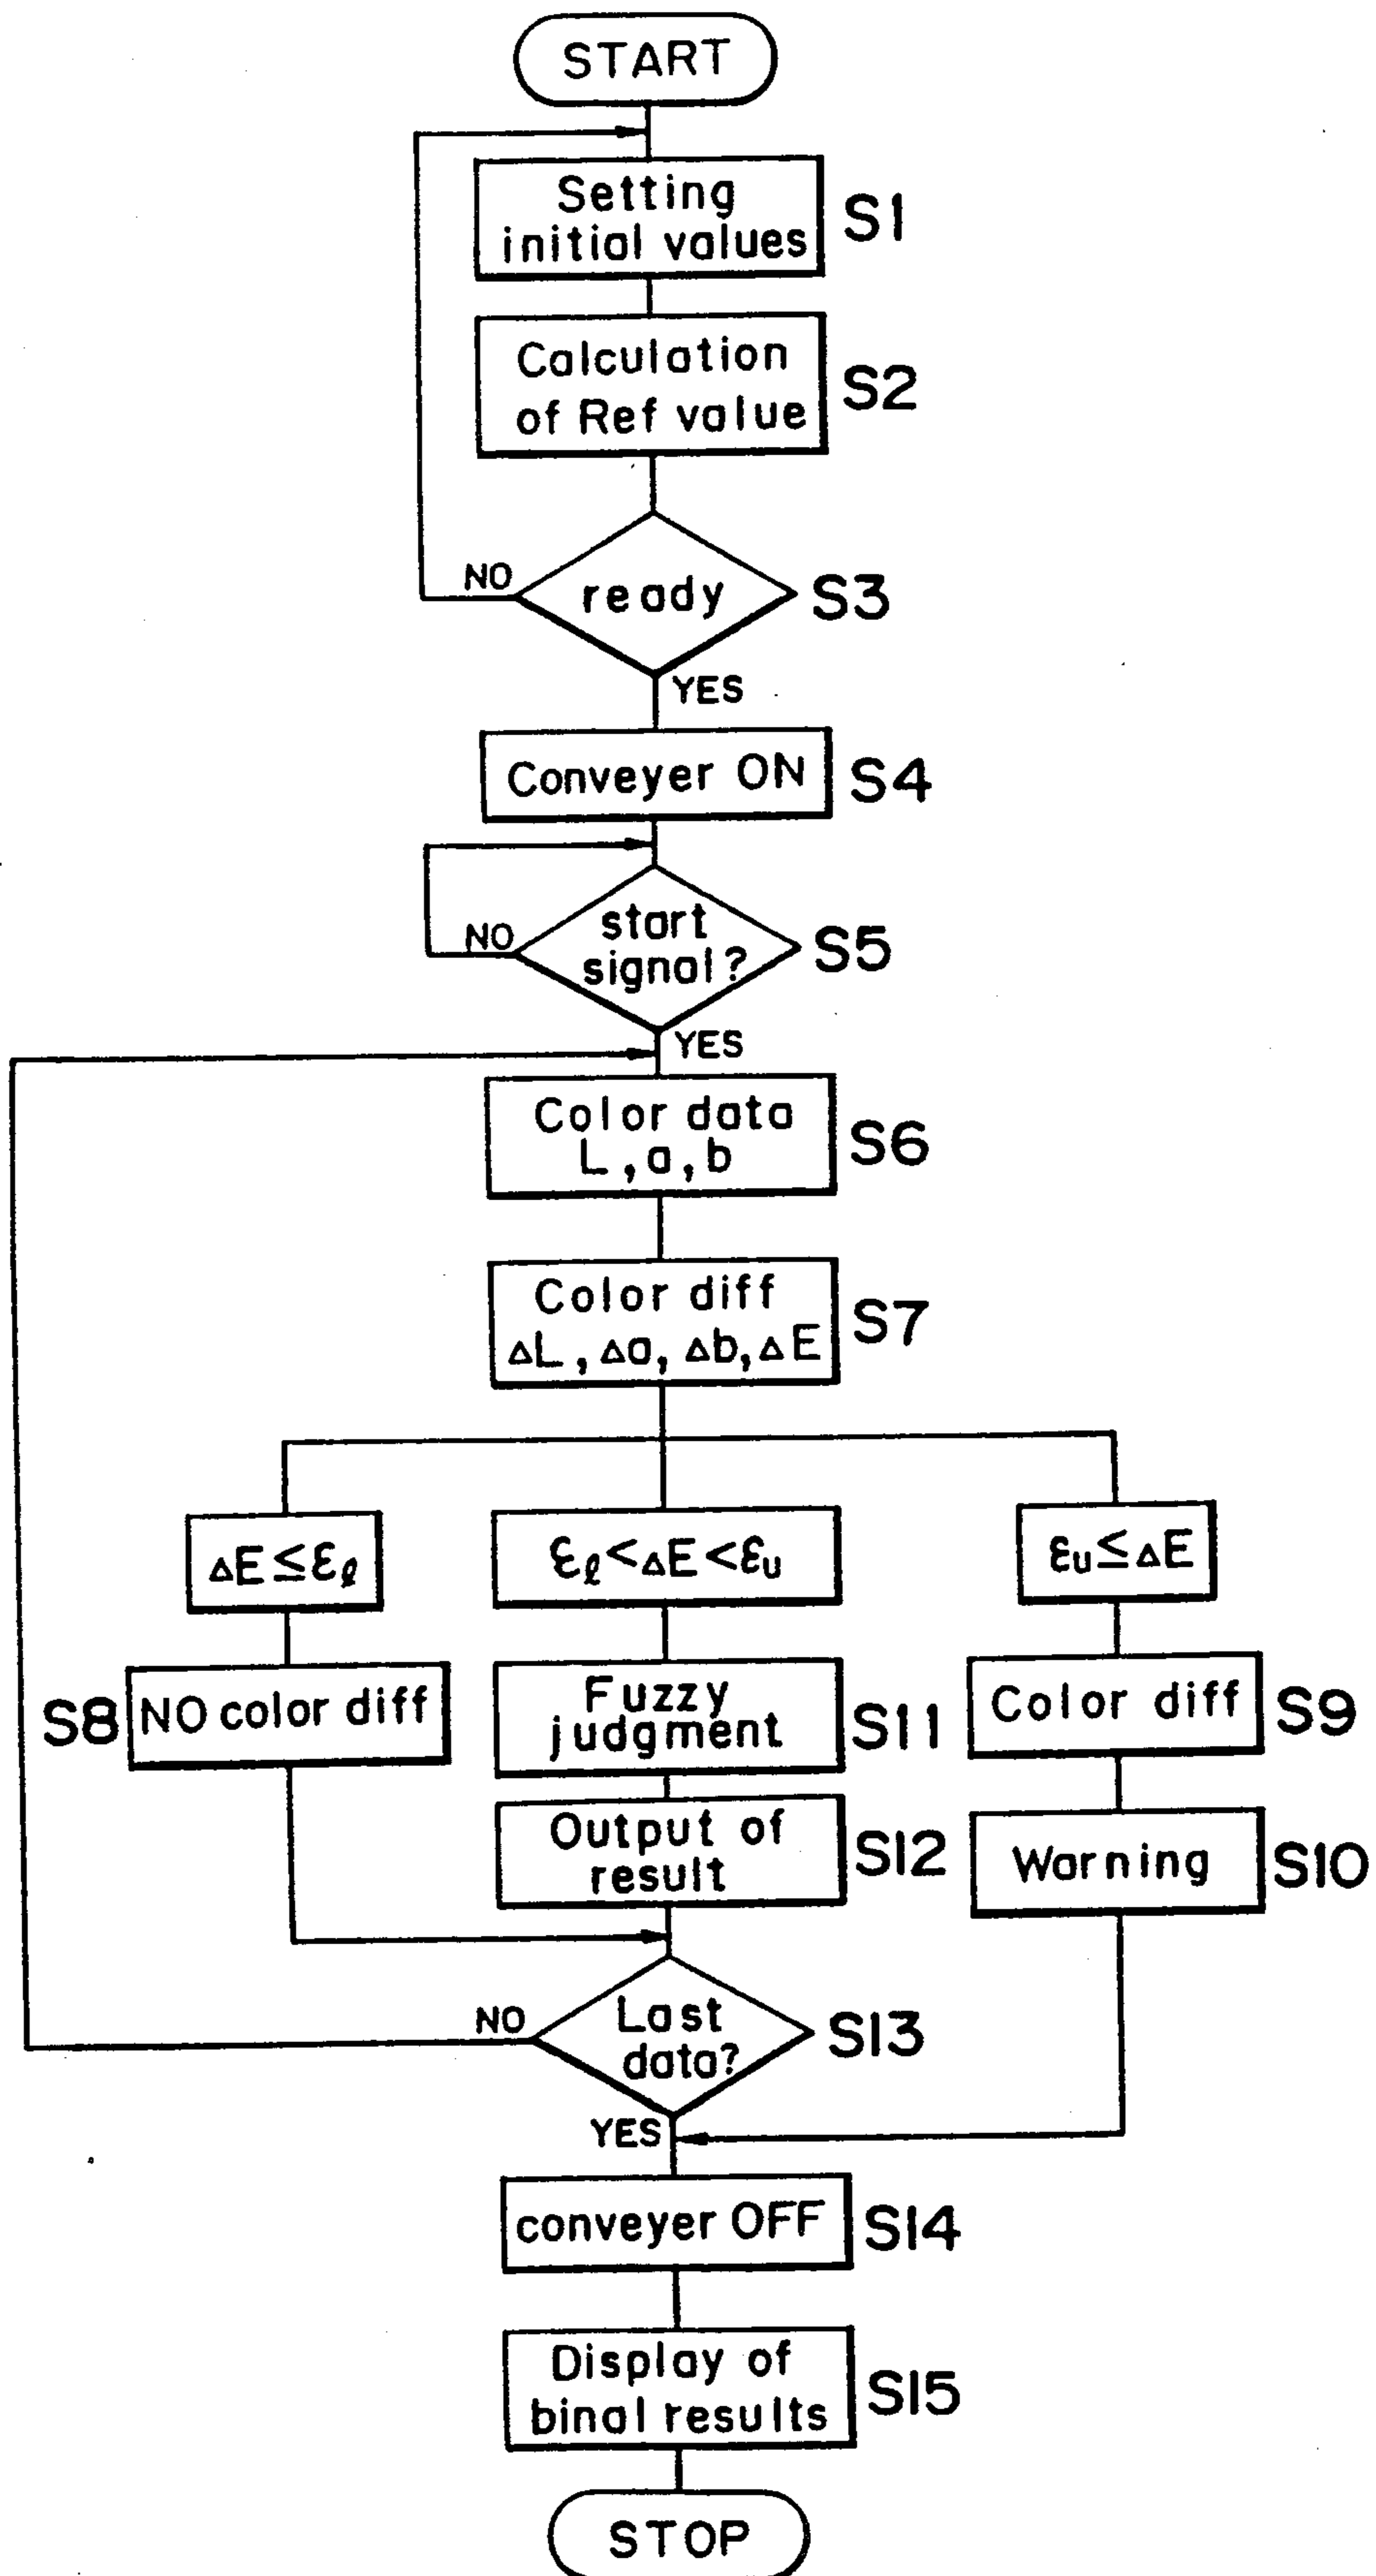 START
Setting
initial values
S1
Calculation
of Ref value
S2
NO
ready
S3
YES
Conveyer ON
S4
NO
start
signal?
S5
YES
Color data
L, a, b
S6
Color diff
ΔL, Δa, Δb, ΔE
S7
ΔE≤εℓ
εℓ<ΔE<εu
εu≤ΔE
S8
NO color diff
Fuzzy
judgment
S11
Color diff
S9
Output of
result
S12
Warning
S10
NO
Last
data?
S13
YES
conveyer OFF
S14
Display of
binal results
S15
STOP